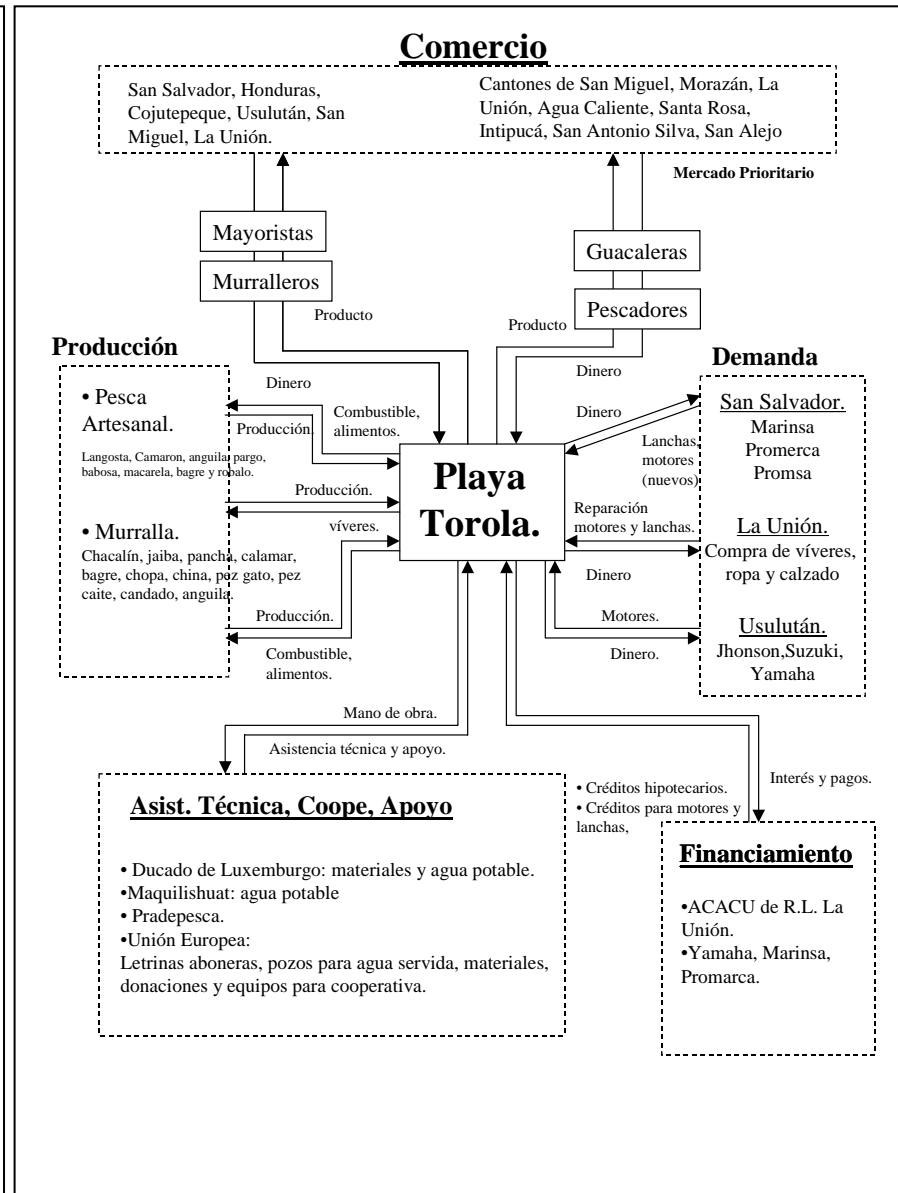 Comercio
San Salvador, Honduras,
Cojutepeque, Usulután, San
Miguel, La Unión.
Cantones de San Miguel, Morazán, La
Unión, Agua Caliente, Santa Rosa,
Intipucá, San Antonio Silva, San Alejo
Mercado Prioritario
Mayoristas
Murralleros
Guacaleras
Pescadores
Producto
Producto
Dinero
Dinero
Producción
• Pesca
Artesanal.
Langosta, Camaron, anguila, pargo,
babosa, macarela, bagre y robalo.
• Murralla.
Chacalín, jaiba, pancha, calamar,
bagre, chopa, china, pez gato, pez
caite, candado, anguila.
Combustible,
alimentos.
Producción.
Producción.
víveres.
Producción.
Combustible,
alimentos.
Playa
Torola.
Demanda
San Salvador.
Marinsa
Promerca
Promsa
La Unión.
Compra de víveres,
ropa y calzado
Usulután.
Jhonson,Suzuki,
Yamaha
Dinero
Lanchas,
motores
(nuevos)
Reparación
motores y lanchas.
Dinero
Motores.
Dinero.
Mano de obra.
Asistencia técnica y apoyo.
Asist. Técnica, Coope, Apoyo
• Ducado de Luxemburgo: materiales y agua potable.
•Maquilishuat: agua potable
• Pradepesca.
•Unión Europea:
Letrinas aboneras, pozos para agua servida, materiales,
donaciones y equipos para cooperativa.
• Créditos hipotecarios.
• Créditos para motores y
lanchas,
Interés y pagos.
Financiamiento
•ACACU de R.L. La
Unión.
•Yamaha, Marinsa,
Promarca.